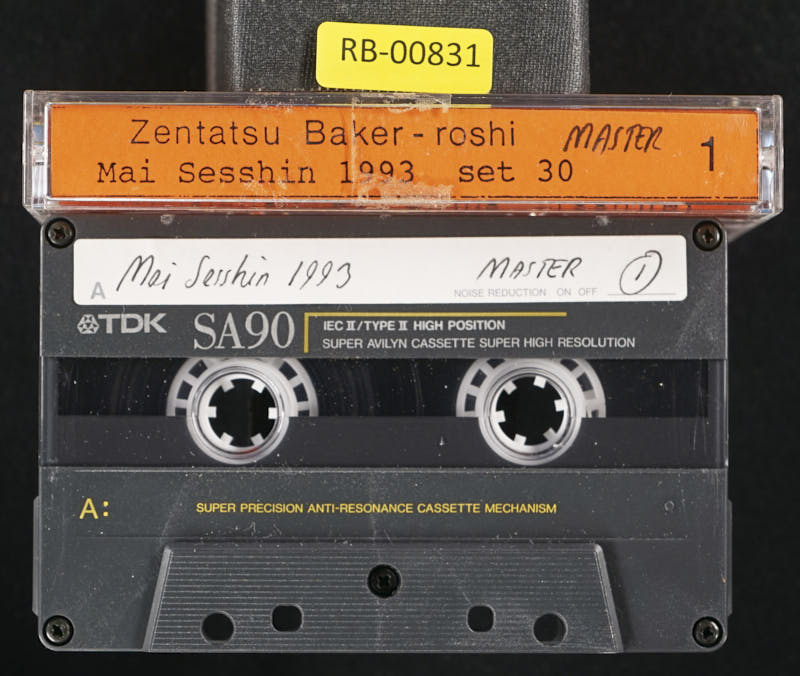 RB-00831
Zentatsu Baker-roshi MASTER 1
Mai Sesshin 1993 set 30
A Mai Sesshin 1993 MASTER 1
NOISE REDUCTION ON OFF
TDK SA90 IEC II/TYPE II HIGH POSITION
SUPER AVILYN CASSETTE SUPER HIGH RESOLUTION
A: SUPER PRECISION ANTI-RESONANCE CASSETTE MECHANISM